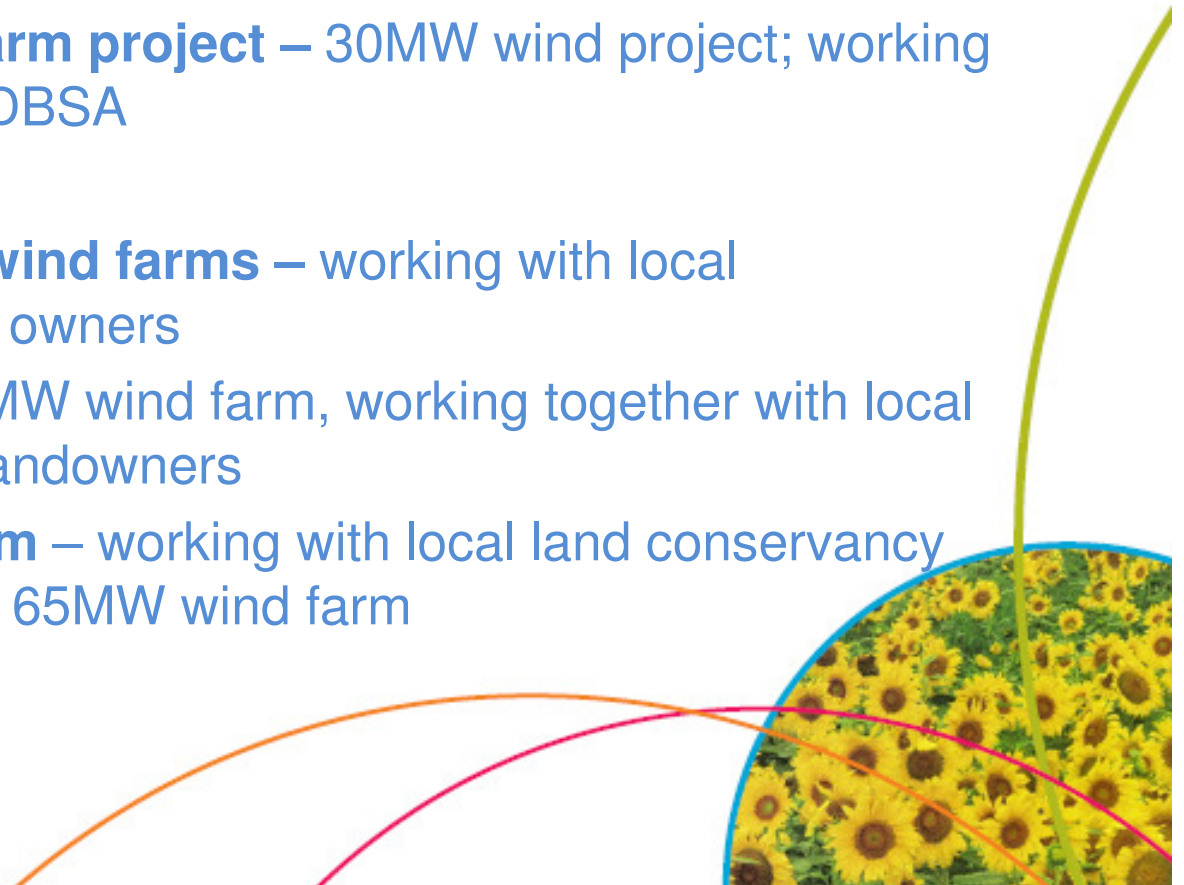 arm project – 30MW wind project; working
DBSA
wind farms – working with local
owners
MW wind farm, working together with local
andowners
m – working with local land conservancy
65MW wind farm